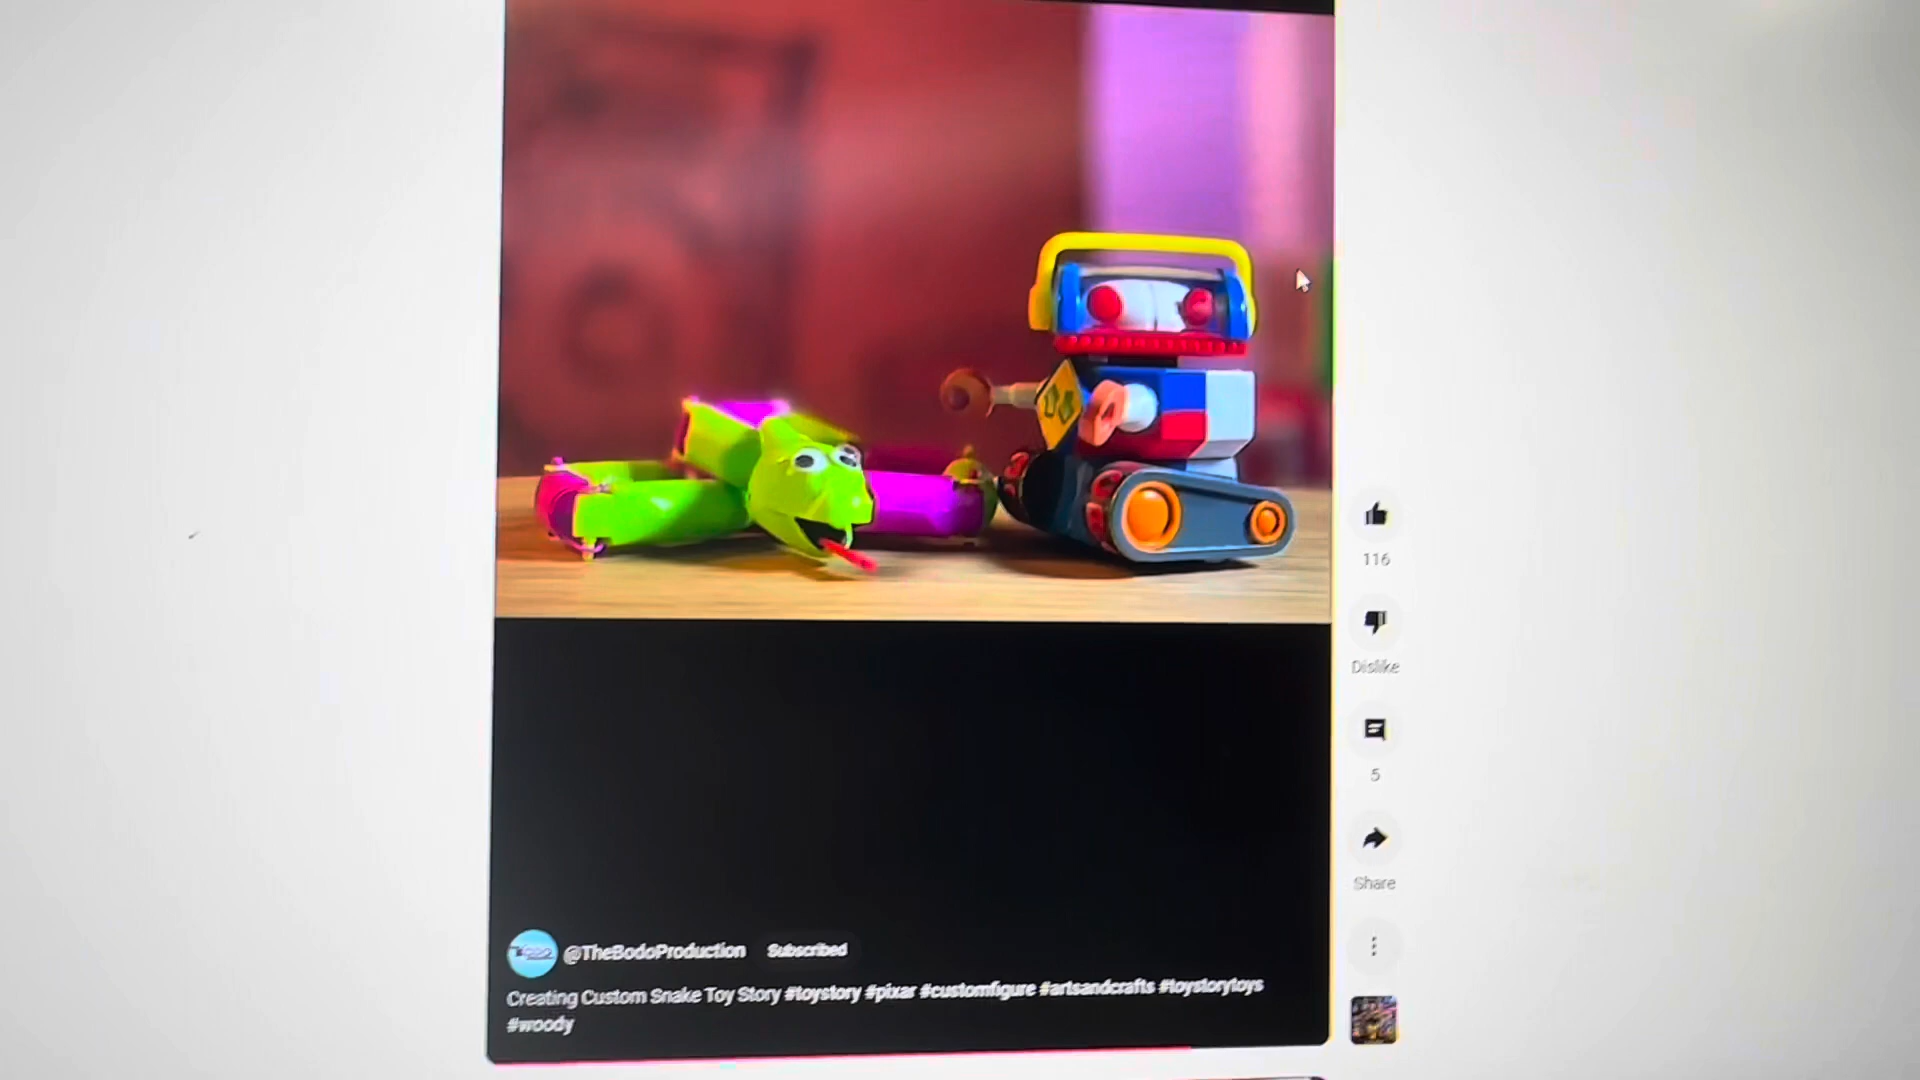 116
Dislike
5
Share
@TheBodoProduction Subscribed
Creating Custom Snake Toy Story #toystory #pixar #customfigure #artsandcrafts #toystorytoys
#woody